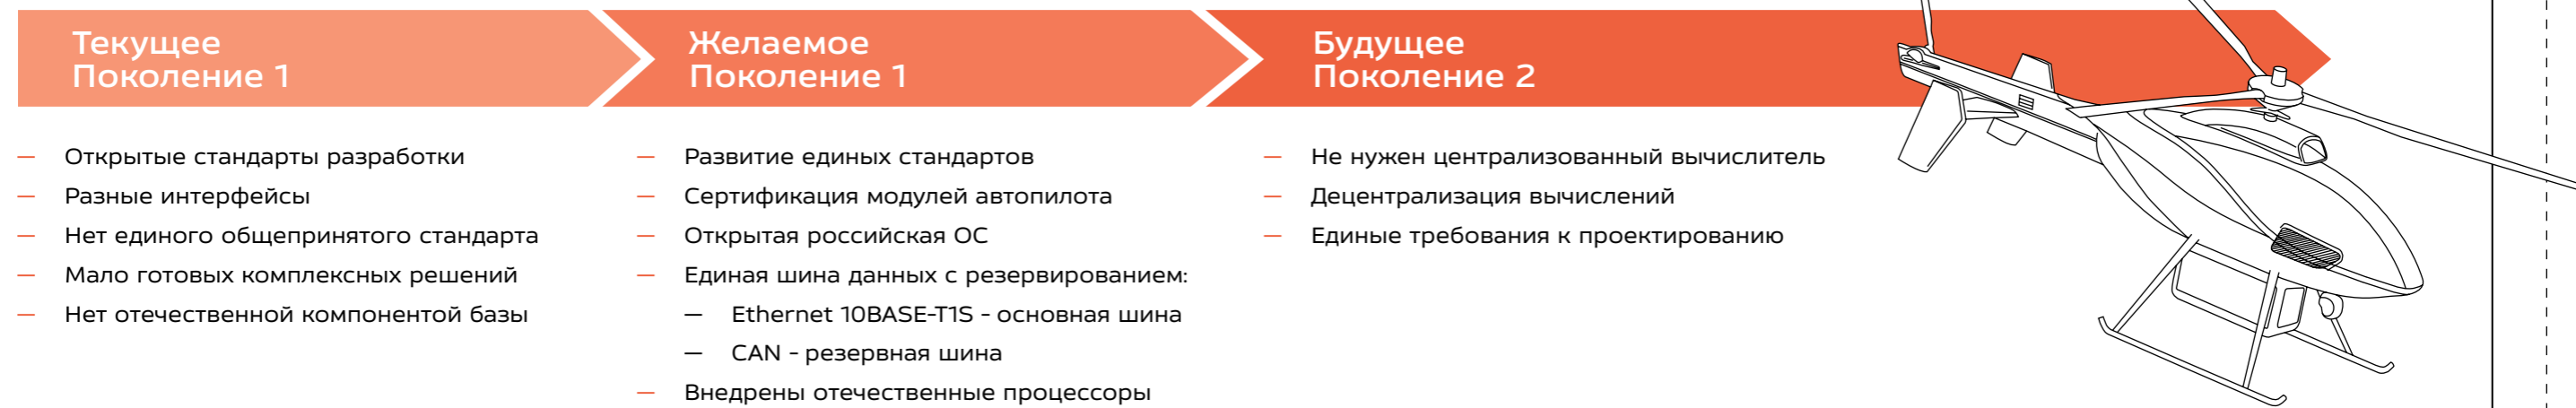 Текущее
Поколение 1
Желаемое
Поколение 1
Будущее
Поколение 2
— Открытые стандарты разработки
— Разные интерфейсы
— Нет единого общепринятого стандарта
— Мало готовых комплексных решений
— Нет отечественной компонентой базы
— Развитие единых стандартов
— Сертификация модулей автопилота
— Открытая российская ОС
— Единая шина данных с резервированием:
— Ethernet 10BASE-T1S - основная шина
— CAN - резервная шина
— Внедрены отечественные процессоры
— Не нужен централизованный вычислитель
— Децентрализация вычислений
— Единые требования к проектированию